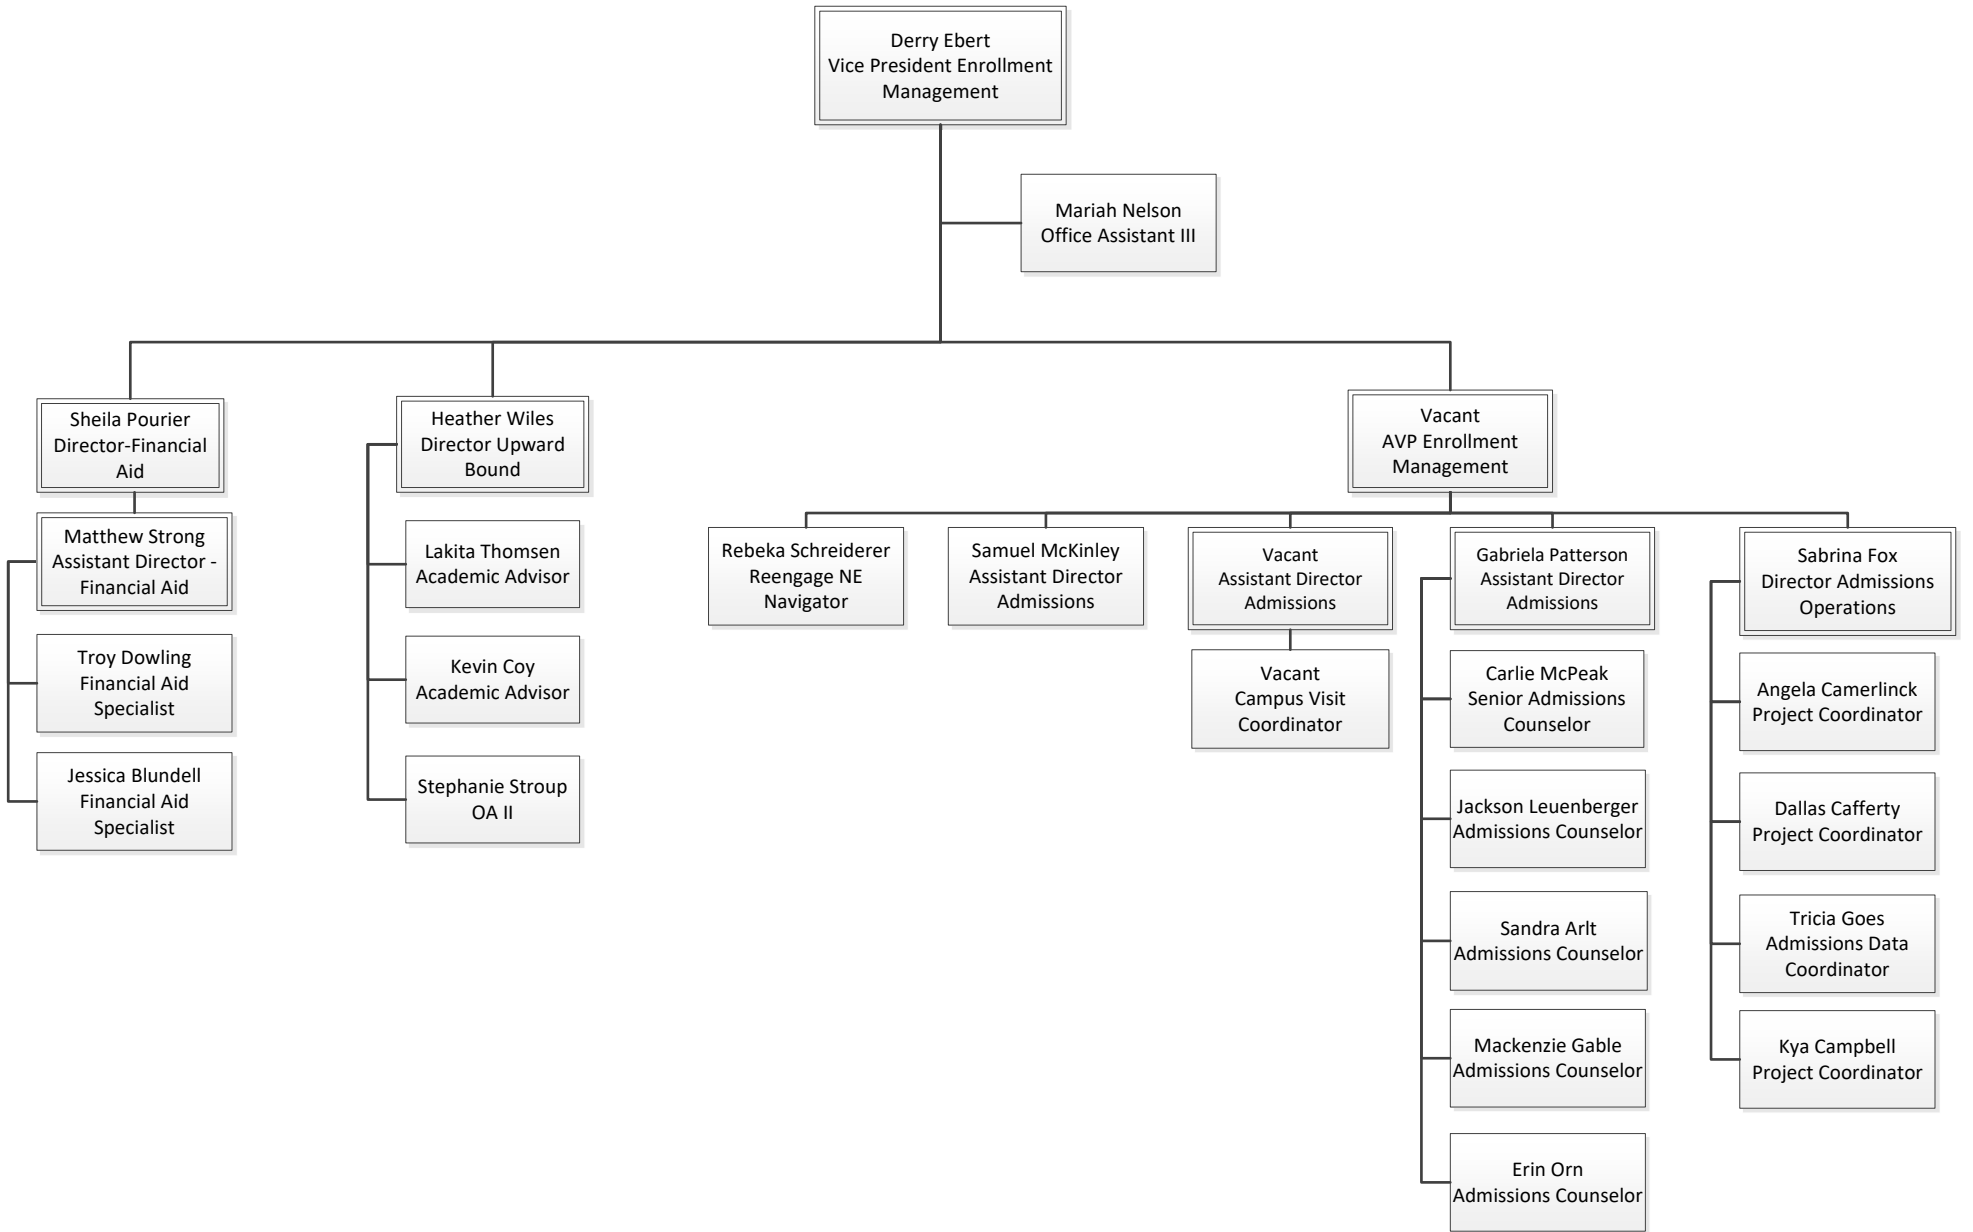 Derry Ebert
Vice President Enrollment
Management
Mariah Nelson
Office Assistant III
Sheila Pourier
Director-Financial
Aid
Matthew Strong
Assistant Director -
Financial Aid
Troy Dowling
Financial Aid
Specialist
Jessica Blundell
Financial Aid
Specialist
Heather Wiles
Director Upward
Bound
Lakita Thomsen
Academic Advisor
Kevin Coy
Academic Advisor
Stephanie Stroup
OA II
Vacant
AVP Enrollment
Management
Rebeka Schreiderer
Reengage NE
Navigator
Samuel McKinley
Assistant Director
Admissions
Vacant
Assistant Director
Admissions
Vacant
Campus Visit
Coordinator
Gabriela Patterson
Assistant Director
Admissions
Carlie McPeak
Senior Admissions
Counselor
Jackson Leuenberger
Admissions Counselor
Sandra Arlt
Admissions Counselor
Mackenzie Gable
Admissions Counselor
Erin Orn
Admissions Counselor
Sabrina Fox
Director Admissions
Operations
Angela Camerlinck
Project Coordinator
Dallas Cafferty
Project Coordinator
Tricia Goes
Admissions Data
Coordinator
Kya Campbell
Project Coordinator